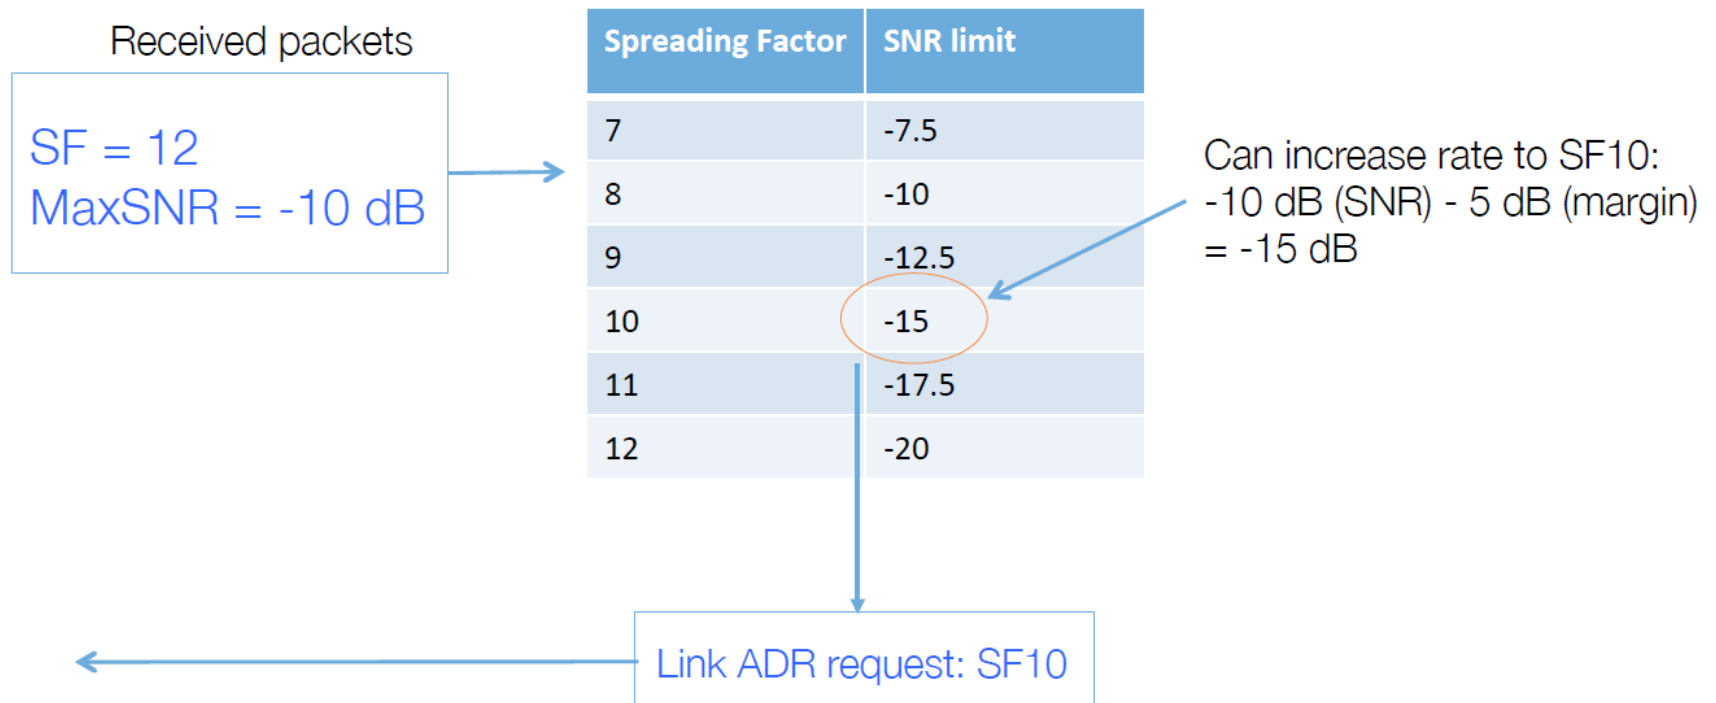 Received packets
SF = 12
MaxSNR = -10 dB
Spreading Factor SNR limit
7 -7.5
8 -10
9 -12.5
10 -15
11 -17.5
12 -20
Can increase rate to SF10:
-10 dB (SNR) - 5 dB (margin)
= -15 dB
Link ADR request: SF10